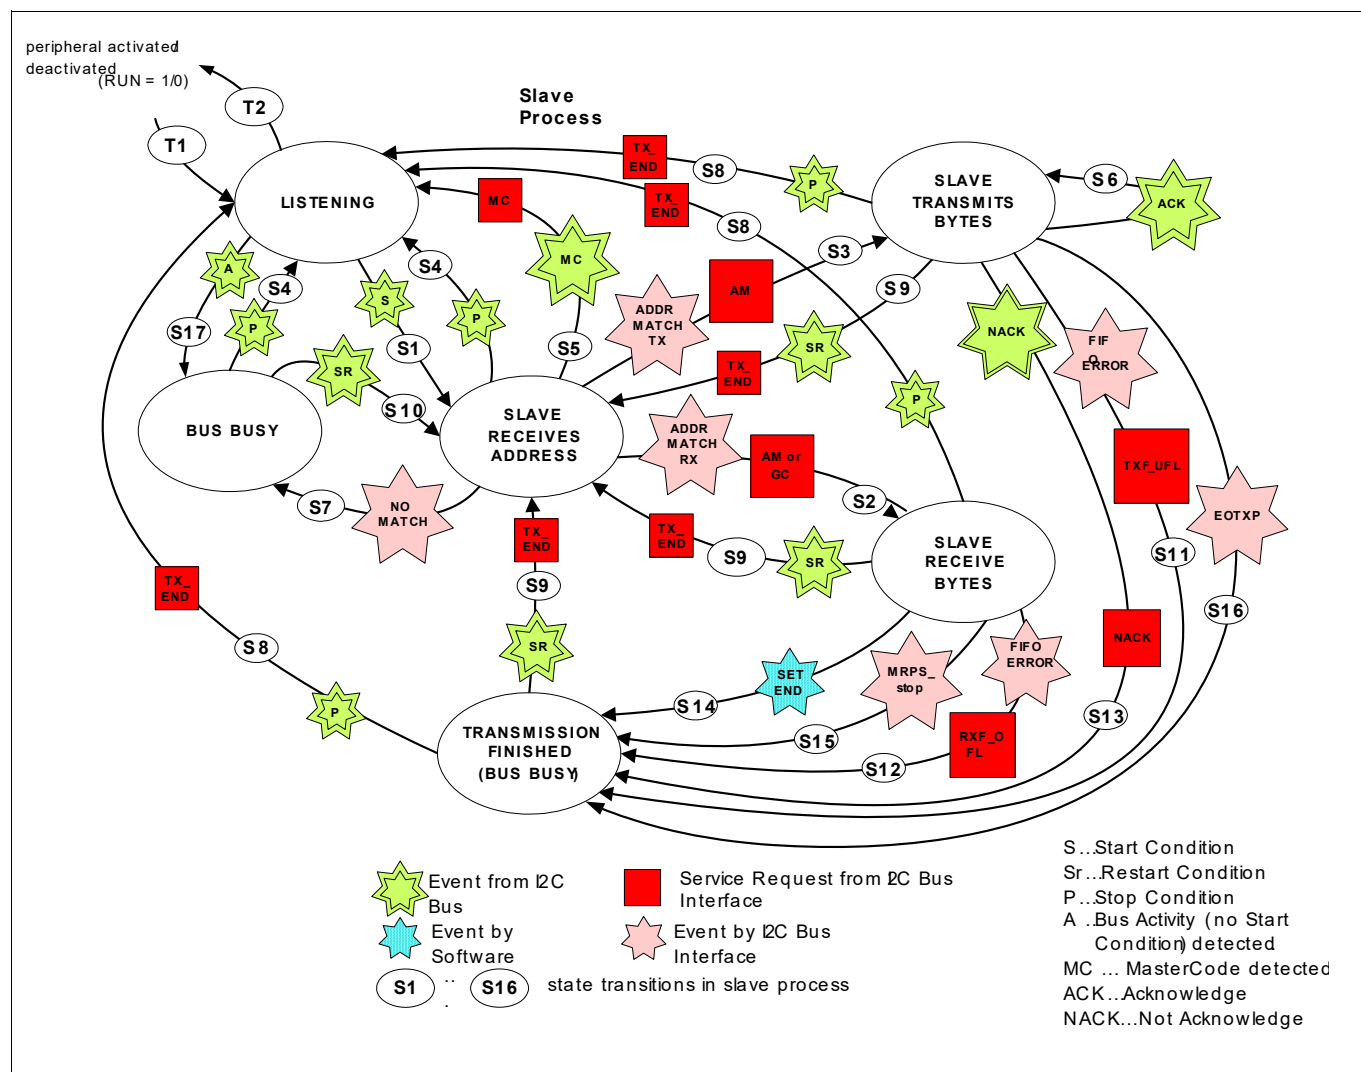 peripheral activated/
deactivated
(RUN = 1/0)
T2
T1
Slave
Process
LISTENING
TX_
END
S8
P
TX_
END
S8
MC
MC
S5
SLAVE
TRANSMITS
BYTES
S6
ACK
A
S17
S4
P
S
S1
S4
P
ADDR
MATCH
TX
AM
S3
S9
SR
TX_
END
NACK
FIF
O
ERROR
SR
S10
BUS BUSY
SLAVE
RECEIVES
ADDRESS
ADDR
MATCH
RX
AM or
GC
S2
P
TXF_UFL
EOTXP
S7
NO
MATCH
TX_
END
S9
SR
TX_
END
S9
SR
SLAVE
RECEIVE
BYTES
S11
S16
TX_
END
S8
P
SET
END
S14
MRPS_
stop
S15
FIFO
ERROR
RXF_O
FL
S12
NACK
S13
TRANSMISSION
FINISHED
(BUS BUSY)
Event from I2C
Bus
Service Request from I2C Bus
Interface
Event by
Software
Event by I2C Bus
Interface
S1
...
S16
state transitions in slave process
S...Start Condition
Sr...Restart Condition
P...Stop Condition
A ..Bus Activity (no Start
Condition) detected
MC ... MasterCode detected
ACK...Acknowledge
NACK...Not Acknowledge